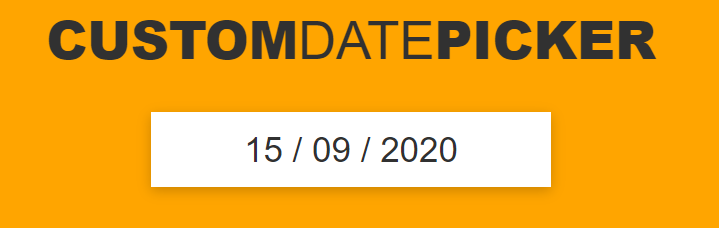 CUSTOMDATEPICKER
15 / 09 / 2020